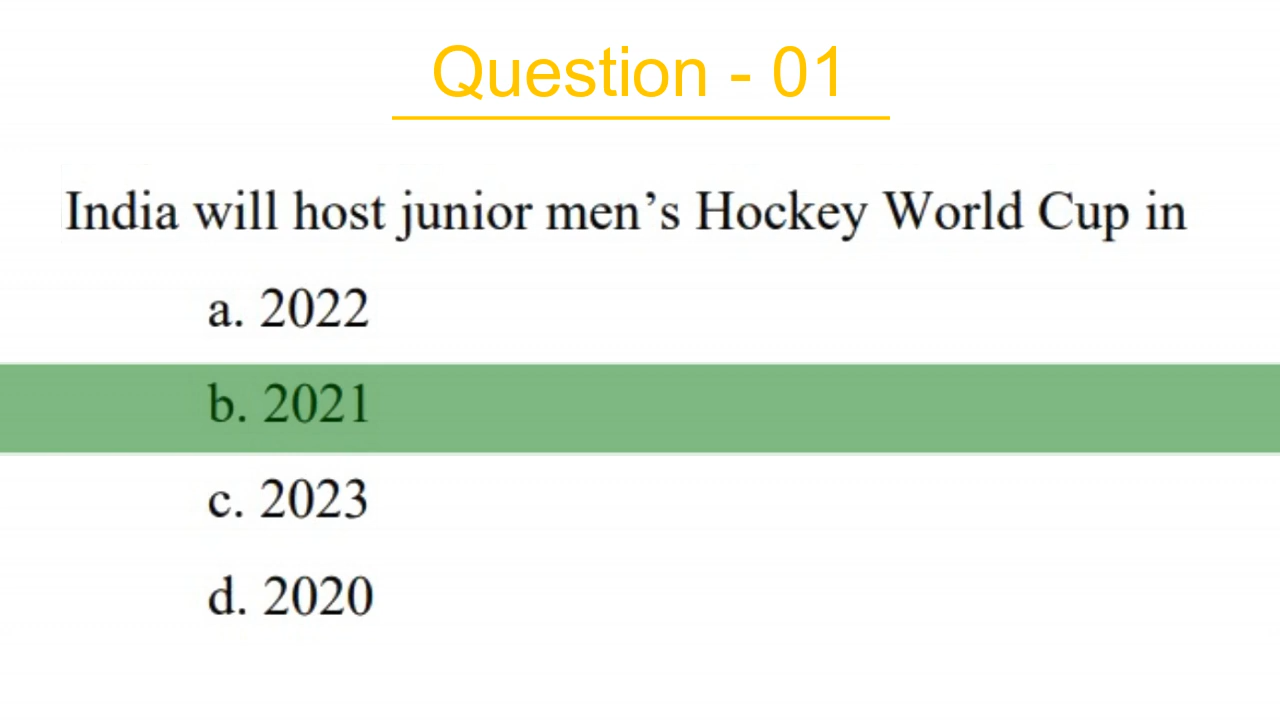 Question - 01
India will host junior men’s Hockey World Cup in
a. 2022
b. 2021
c. 2023
d. 2020